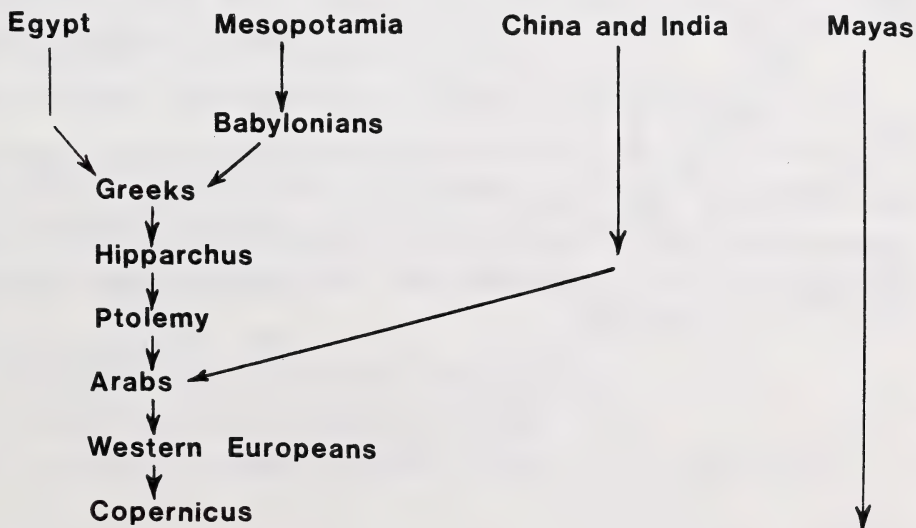 Egypt Mesopotamia China and India Mayas
Babylonians
Greeks
Hipparchus
Ptolemy
Arabs
Western Europeans
Copernicus